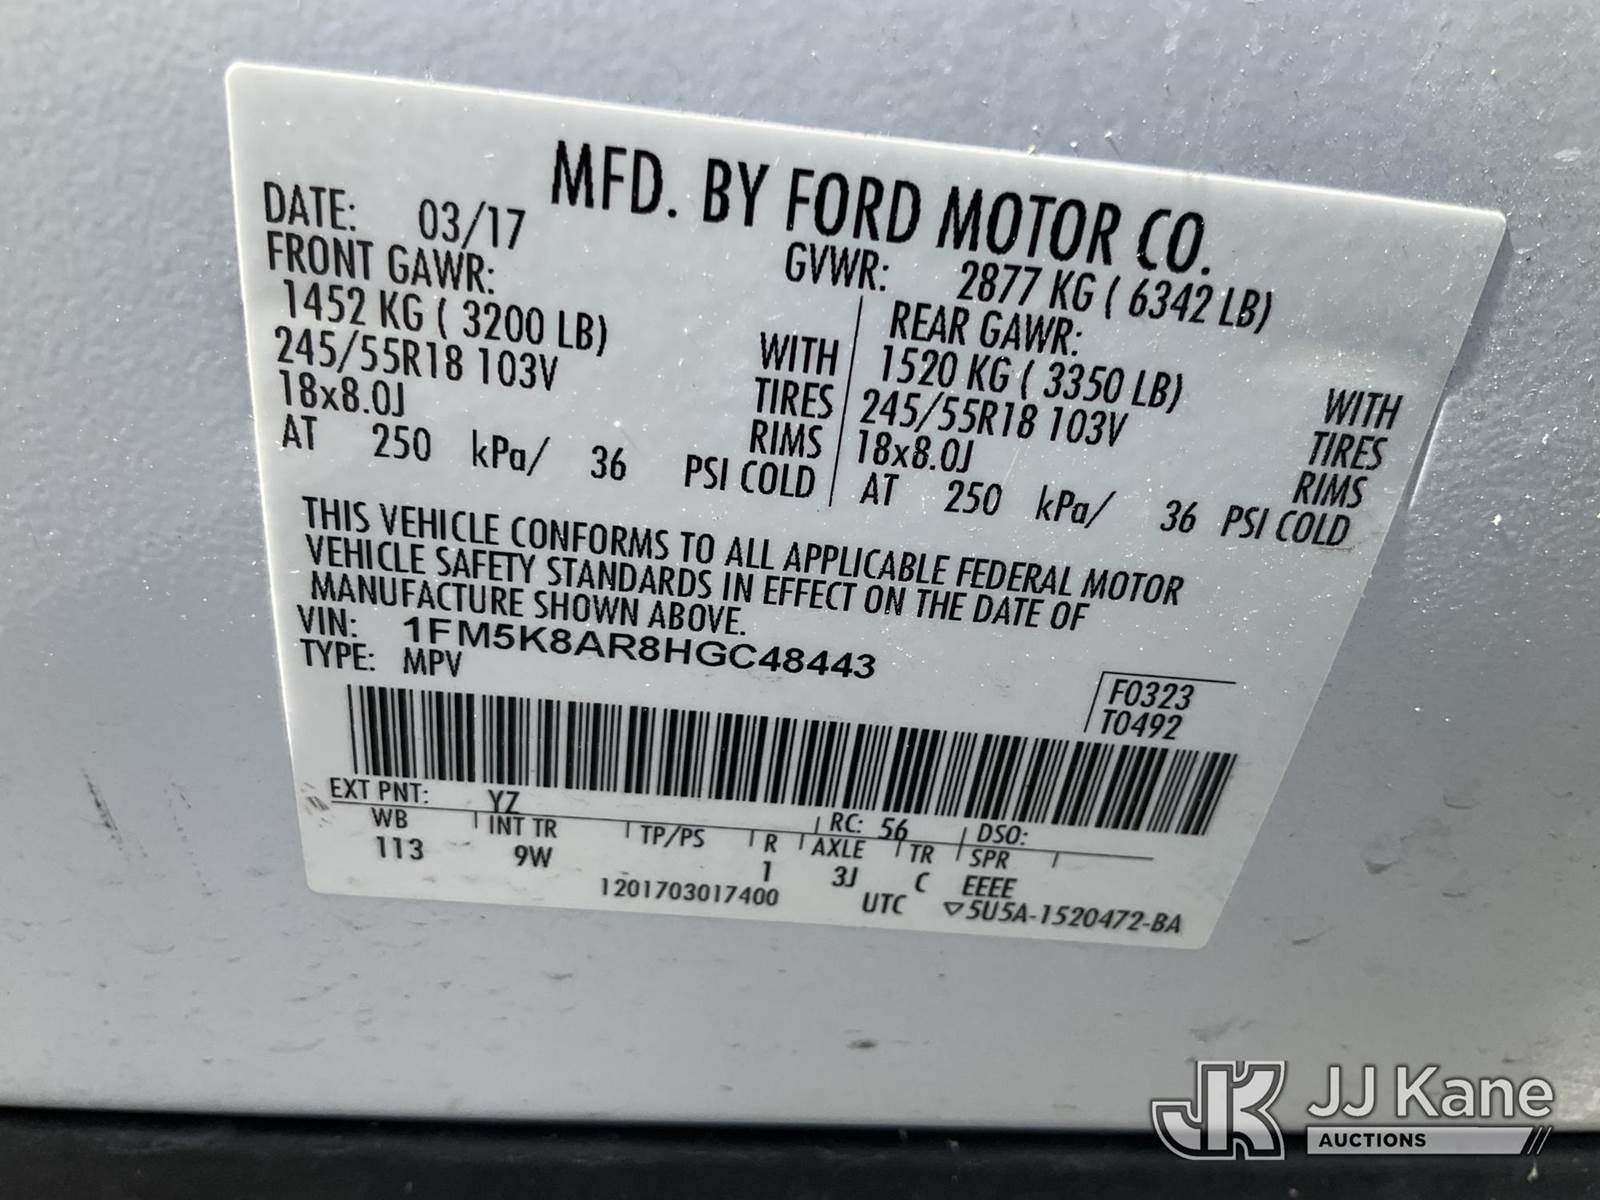 MFD. BY FORD MOTOR CO.
DATE: 03/17 GVWR: 2877 KG ( 6342 LB)
FRONT GAWR: REAR GAWR:
1452 KG ( 3200 LB) WITH 1520 KG ( 3350 LB) WITH
245/55R18 103V TIRES 245/55R18 103V TIRES
18x8.0J RIMS 18x8.0J RIMS
AT 250 kPa/ 36 PSI COLD AT 250 kPa/ 36 PSI COLD
THIS VEHICLE CONFORMS TO ALL APPLICABLE FEDERAL MOTOR
VEHICLE SAFETY STANDARDS IN EFFECT ON THE DATE OF
MANUFACTURE SHOWN ABOVE.
VIN: 1FM5K8AR8HGC48443
TYPE: MPV
F0323
T0492
EXT PNT: YZ RC: 56 DSO:
WB INT TR TP/PS R AXLE TR SPR
113 9W 1 3J C EEEE
1201703017400 UTC ▽5U5A-1520472-BA
JK JJ Kane
AUCTIONS